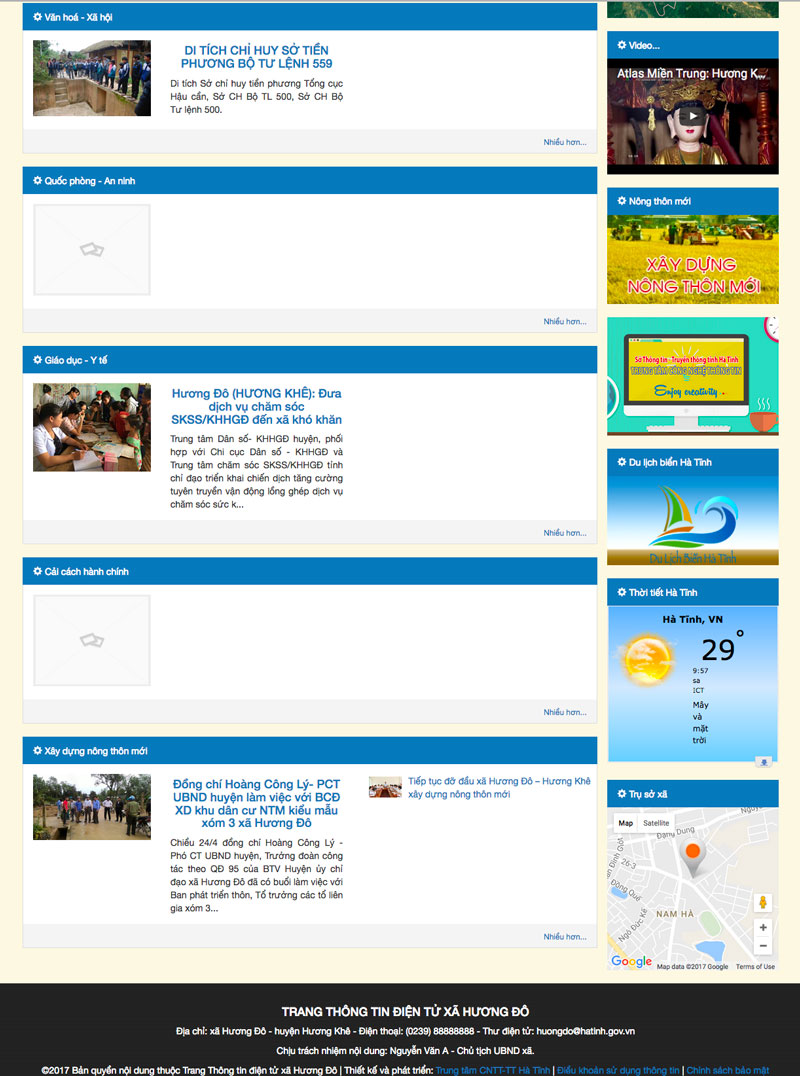 Văn hoá - Xã hội
DI TÍCH CHỈ HUY SỞ TIỀN
PHƯƠNG BỘ TƯ LỆNH 559
Di tích Sở chỉ huy tiền phương Tổng cục
Hậu cần, Sở CH Bộ TL 500, Sở CH Bộ
Tư lệnh 500.
Nhiều hơn...
Quốc phòng - An ninh
Nhiều hơn...
Giáo dục - Y tế
Hương Đô (HƯƠNG KHÊ): Đưa
dịch vụ chăm sóc
SKSS/KHHGĐ đến xã khó khăn
Trung tâm Dân số- KHHGĐ huyện, phối
hợp với Chi cục Dân số - KHHGĐ và
Trung tâm chăm sóc SKSS/KHHGĐ tỉnh
chỉ đạo triển khai chiến dịch tăng cường
tuyên truyền vận động lồng ghép dịch vụ
chăm sóc sức k...
Nhiều hơn...
Cải cách hành chính
Nhiều hơn...
Xây dựng nông thôn mới
Đồng chí Hoàng Công Lý- PCT
UBND huyện làm việc với BCĐ
XD khu dân cư NTM kiểu mẫu
xóm 3 xã Hương Đô
Chiều 24/4 đồng chí Hoàng Công Lý -
Phó CT UBND huyện, Trưởng đoàn công
tác theo QĐ 95 của BTV Huyện ủy chỉ
đạo xã Hương Đô đã có buổi làm việc với
Ban phát triển thôn, Tổ trưởng các tổ liên
gia xóm 3...
Tiếp tục đỡ đầu xã Hương Đô – Hương Khê
xây dựng nông thôn mới
Nhiều hơn...
Video...
Atlas Miền Trung: Hương K...
Nông thôn mới
XÂY DỰNG
NÔNG THÔN MỚI
Sở Thông tin - Truyền thông tỉnh Hà Tĩnh
TRUNG TÂM CÔNG NGHỆ THÔNG TIN
Enjoy creativity
Du lịch biển Hà Tĩnh
Du Lịch Biển Hà Tĩnh
Thời tiết Hà Tĩnh
Hà Tĩnh, VN
29°
9:57
sa
ICT
Mây
và
mặt
trời
Trụ sở xã
Map Satellite
Đặng Dung
26-3
Đông Quế
Ngô Đức Kế
NAM HÀ
+
−
Google Map data ©2017 Google Terms of Use
TRANG THÔNG TIN ĐIỆN TỬ XÃ HƯƠNG ĐÔ
Địa chỉ: xã Hương Đô - huyện Hương Khê - Điện thoại: (0239) 88888888 - Thư điện tử: huongdo@hatinh.gov.vn
Chịu trách nhiệm nội dung: Nguyễn Văn A - Chủ tịch UBND xã.
©2017 Bản quyền nội dung thuộc Trang Thông tin điện tử xã Hương Đô | Thiết kế và phát triển: Trung tâm CNTT-TT Hà Tĩnh | Điều khoản sử dụng thông tin | Chính sách bảo mật